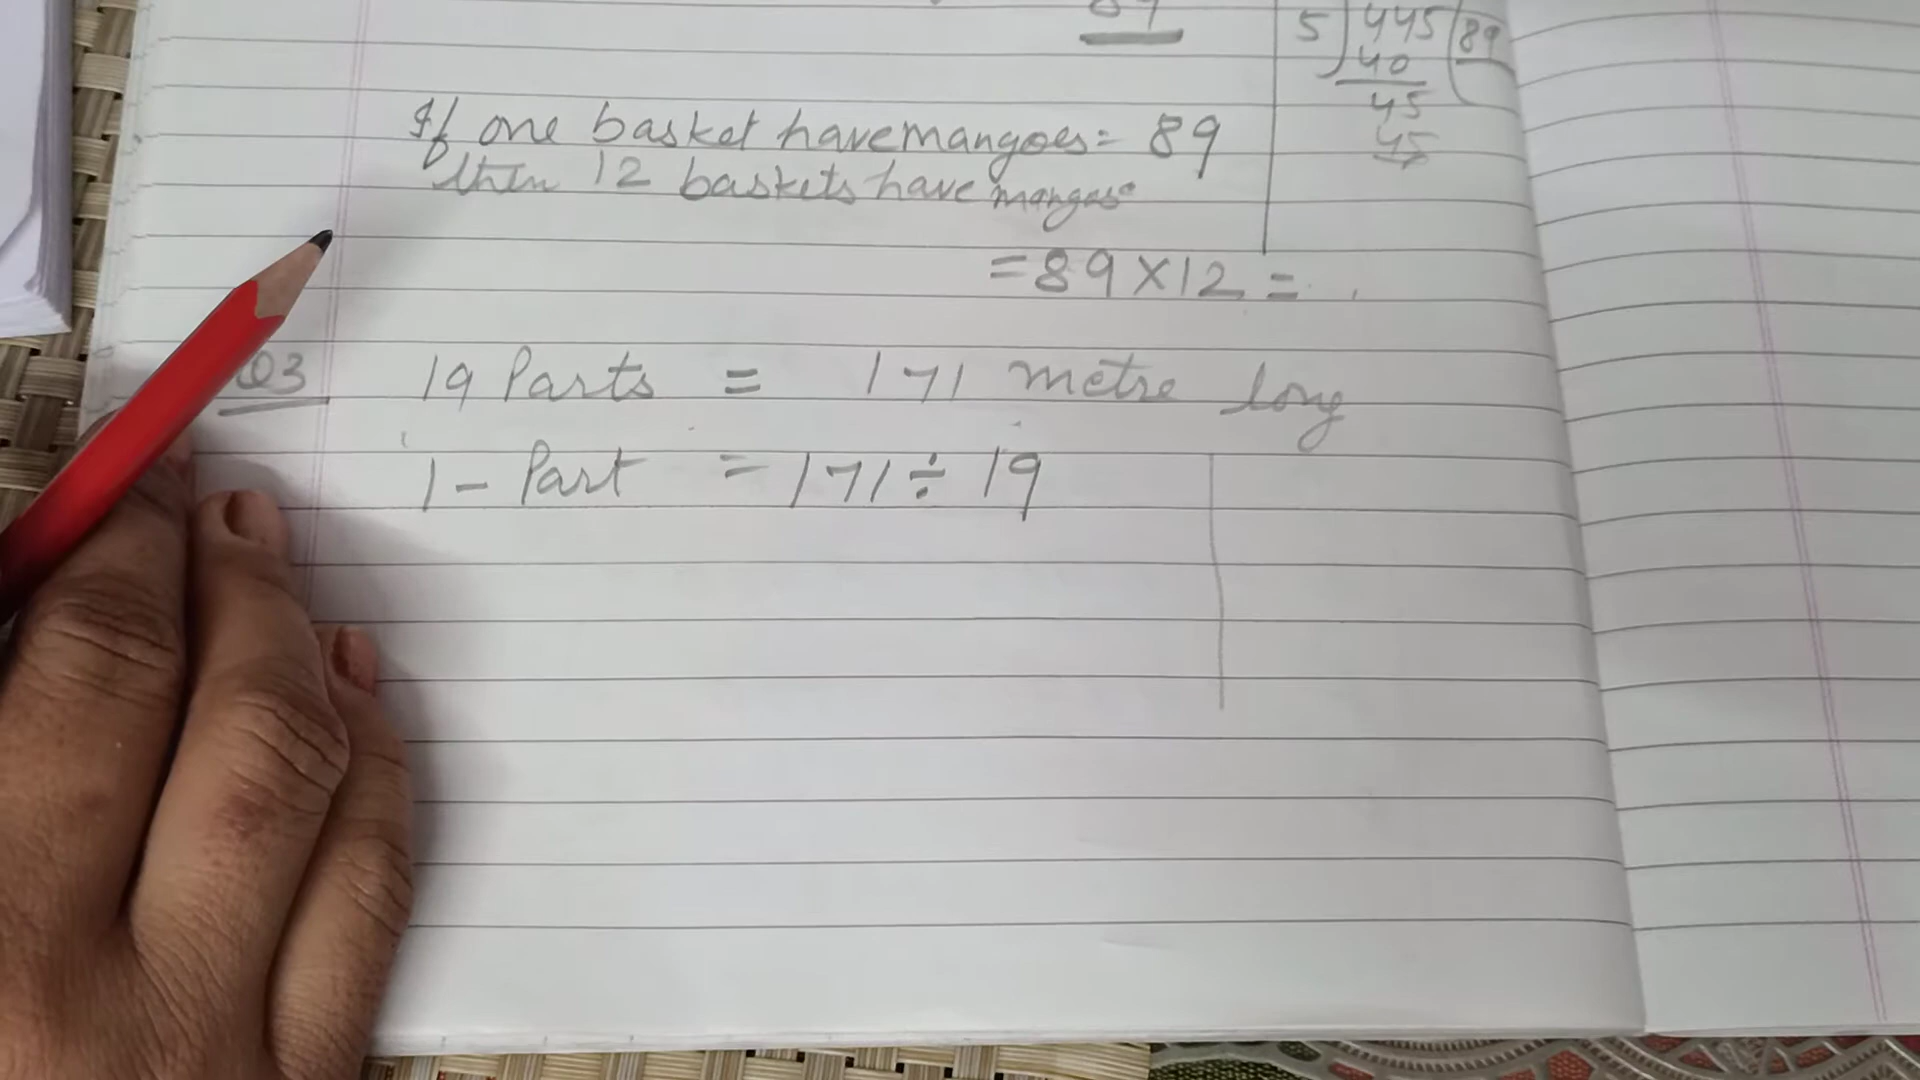 5 445 89
40
45
45
If one basket have mangoes = 89
then 12 baskets have mangoes
= 89 × 12 =
Q3 19 Parts = 171 metre long
1 - Part = 171 ÷ 19